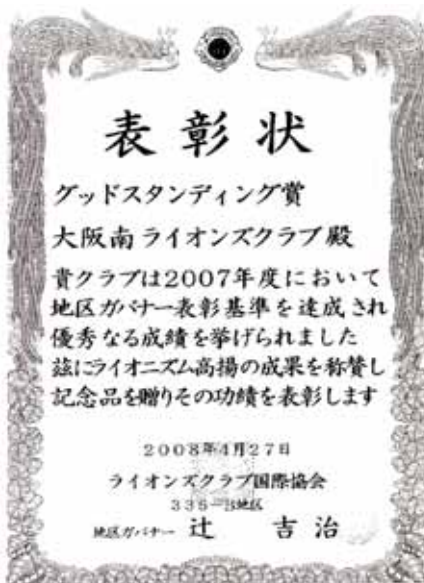 表彰状
グッドスタンディング賞
大阪南ライオンズクラブ殿
貴クラブは2007年度において
地区ガバナー表彰基準を達成され
優秀なる成績を挙げられました
茲にライオニズム高揚の成果を称賛し
記念品を贈りその功績を表彰します
2008年4月27日
ライオンズクラブ国際協会
335-B地区
地区ガバナー 辻 吉治